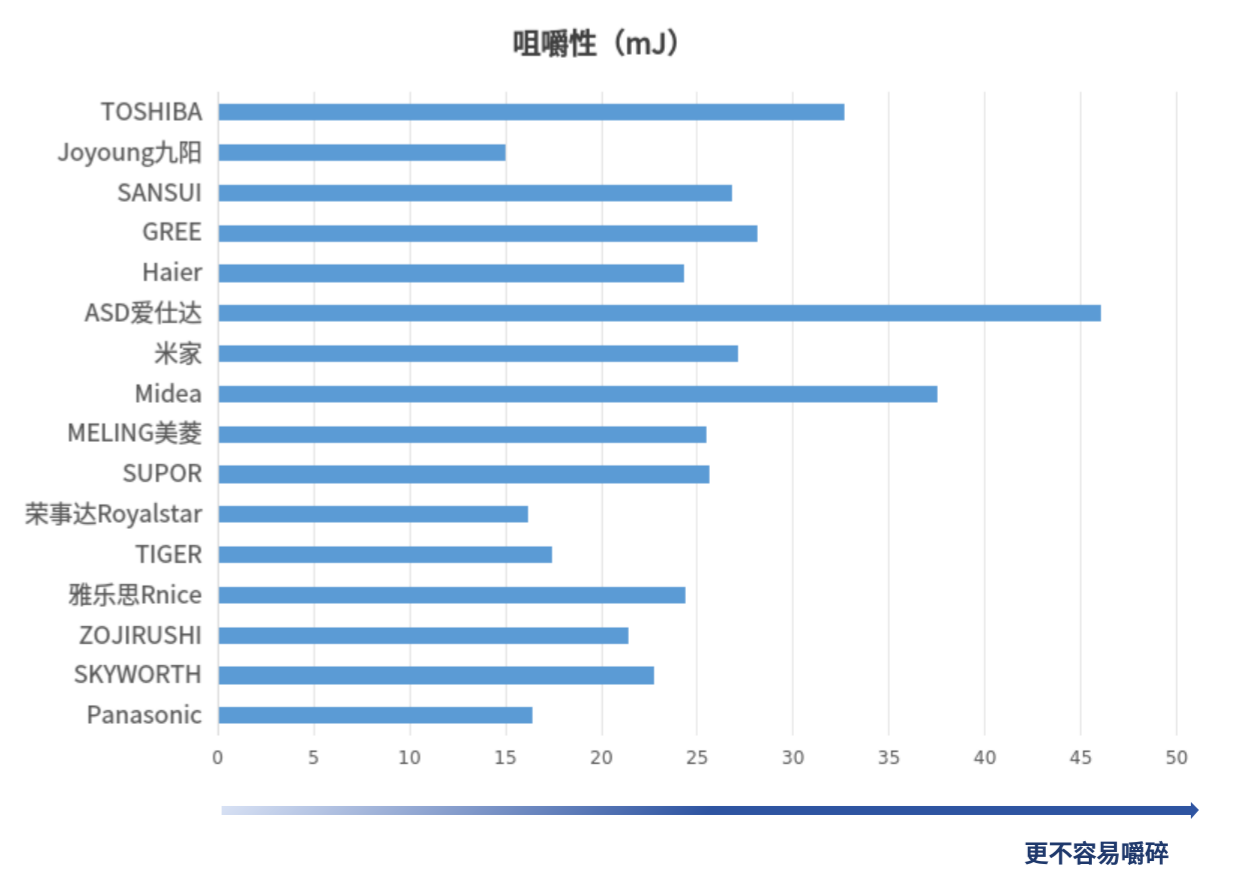 咀嚼性（mJ）
TOSHIBA
Joyoung九阳
SANSUI
GREE
Haier
ASD爱仕达
米家
Midea
MELING美菱
SUPOR
荣事达Royalstar
TIGER
雅乐思Rnice
ZOJIRUSHI
SKYWORTH
Panasonic
0 5 10 15 20 25 30 35 40 45 50
更不容易嚼碎